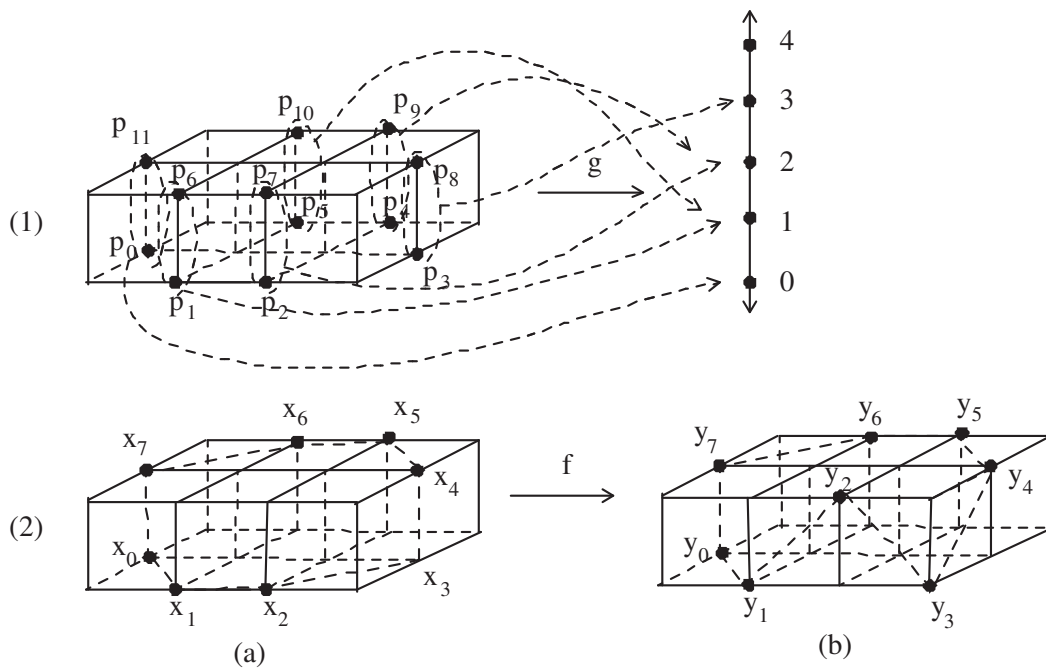 4
p₁₀ p₉ 3
p₁₁
p₆ p₇ p₈ 2
g
(1) p₅ p₄ 1
p₀ p₃
p₁ p₂ 0
x₆ x₅ y₆ y₅
x₇ y₇
x₄ f y₂ y₄
(2)
x₀ y₀
x₃
x₁ x₂ y₁ y₃
(a) (b)